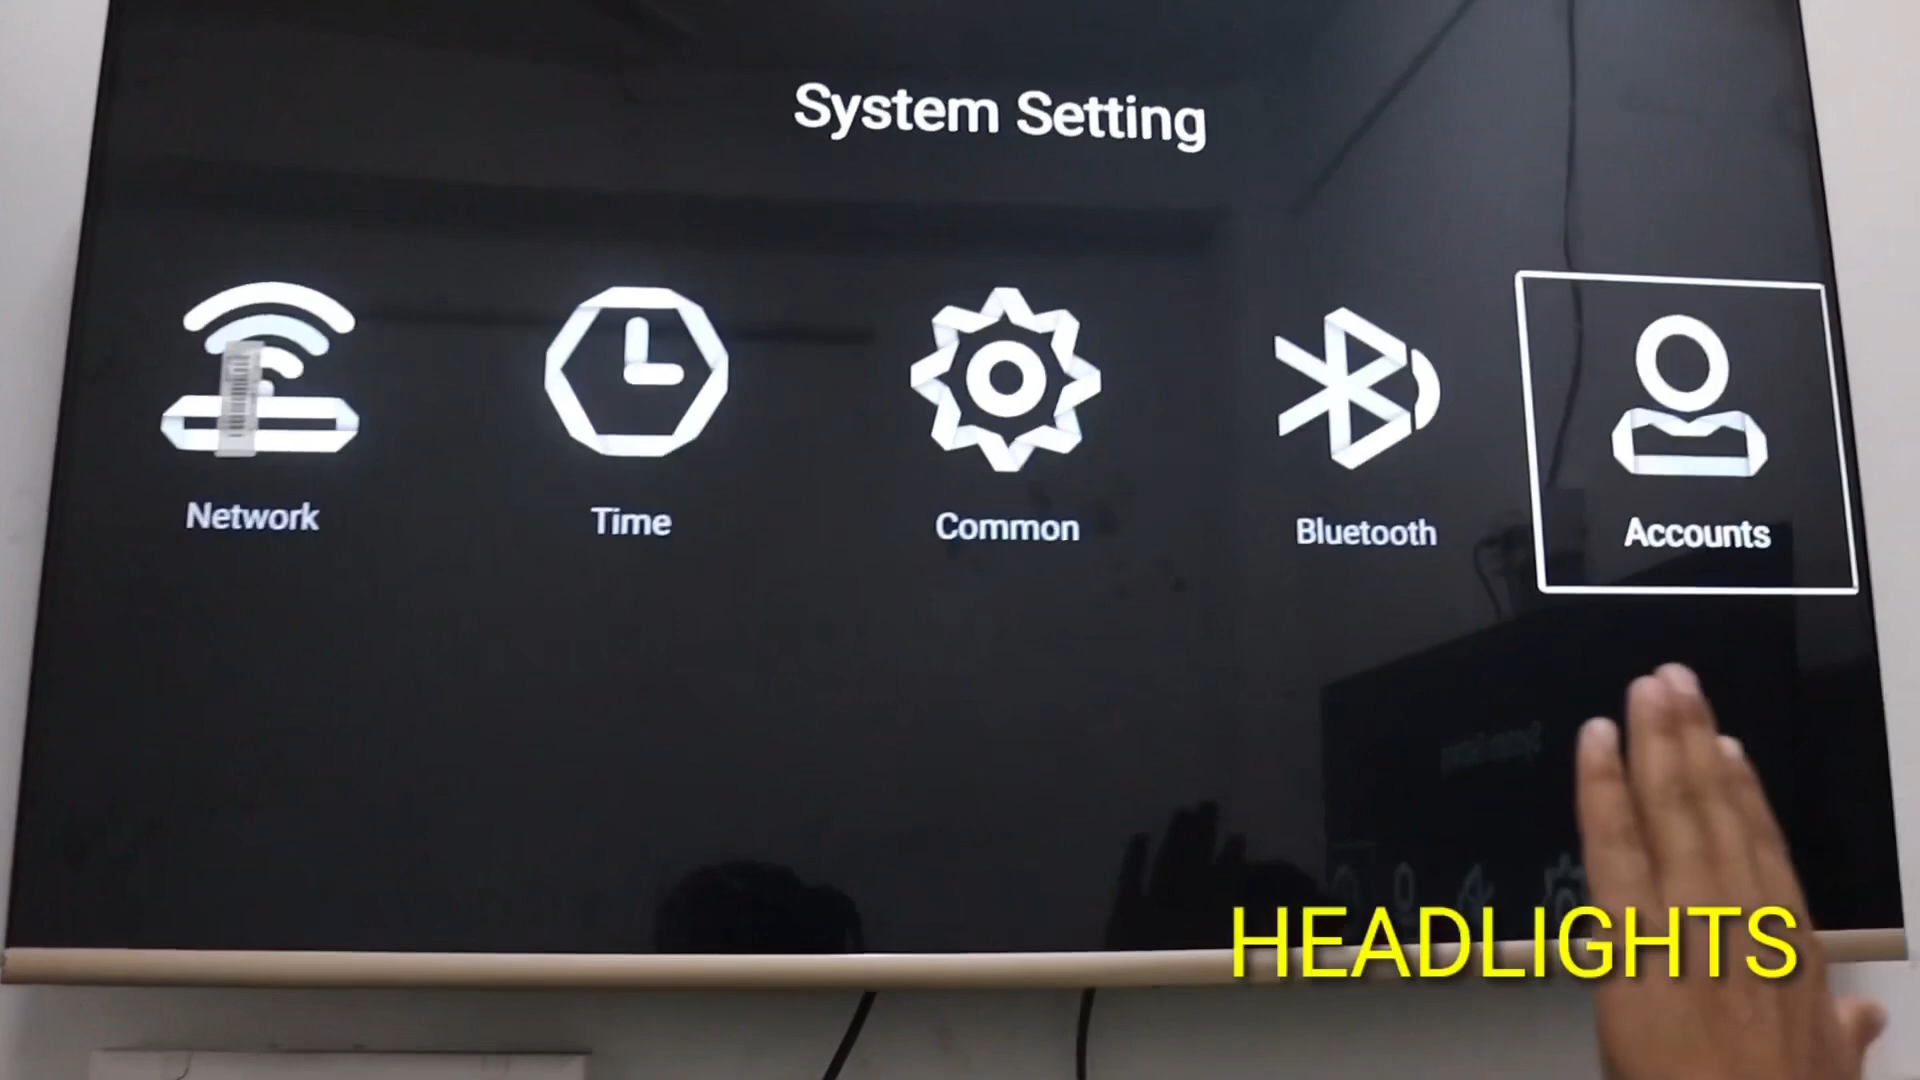 System Setting
Network
Time
Common
Bluetooth
Accounts
HEADLIGHTS